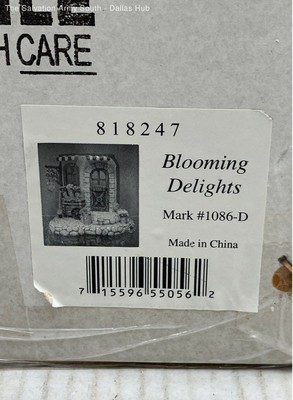 The Salvation Army South - Dallas Hub
H CARE
818247
Blooming
Delights
Mark #1086-D
Made in China
7 15596 55056 2